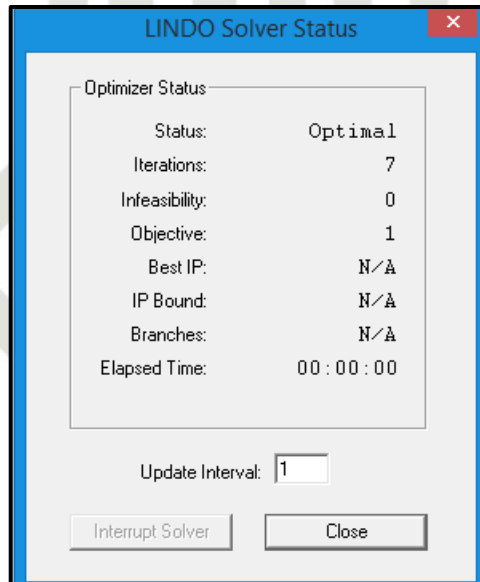 LINDO Solver Status
Optimizer Status
Status: Optimal
Iterations: 7
Infeasibility: 0
Objective: 1
Best IP: N/A
IP Bound: N/A
Branches: N/A
Elapsed Time: 00:00:00
Update Interval: 1
Interrupt Solver Close